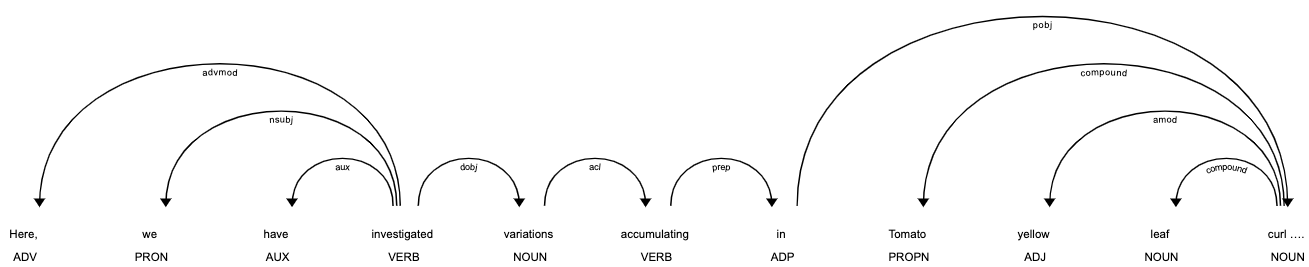 pobj
advmod compound
nsubj amod
aux dobj acl prep compound
Here, we have investigated variations accumulating in Tomato yellow leaf curl ....
ADV PRON AUX VERB NOUN VERB ADP PROPN ADJ NOUN NOUN